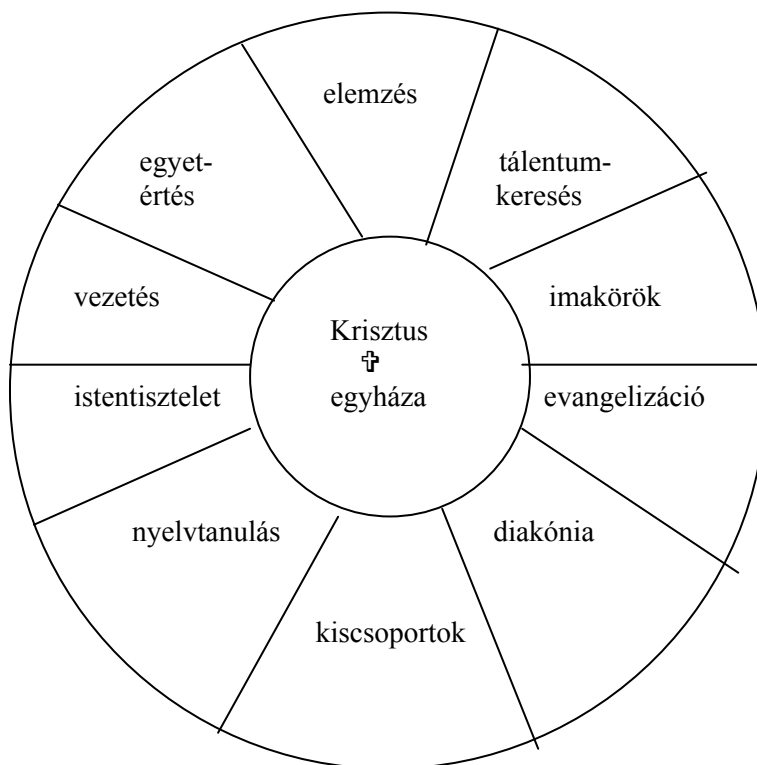 elemzés
egyet-
értés
tálentum-
keresés
vezetés
imakörök
Krisztus
✞
egyháza
istentisztelet
evangelizáció
nyelvtanulás
diakónia
kiscsoportok